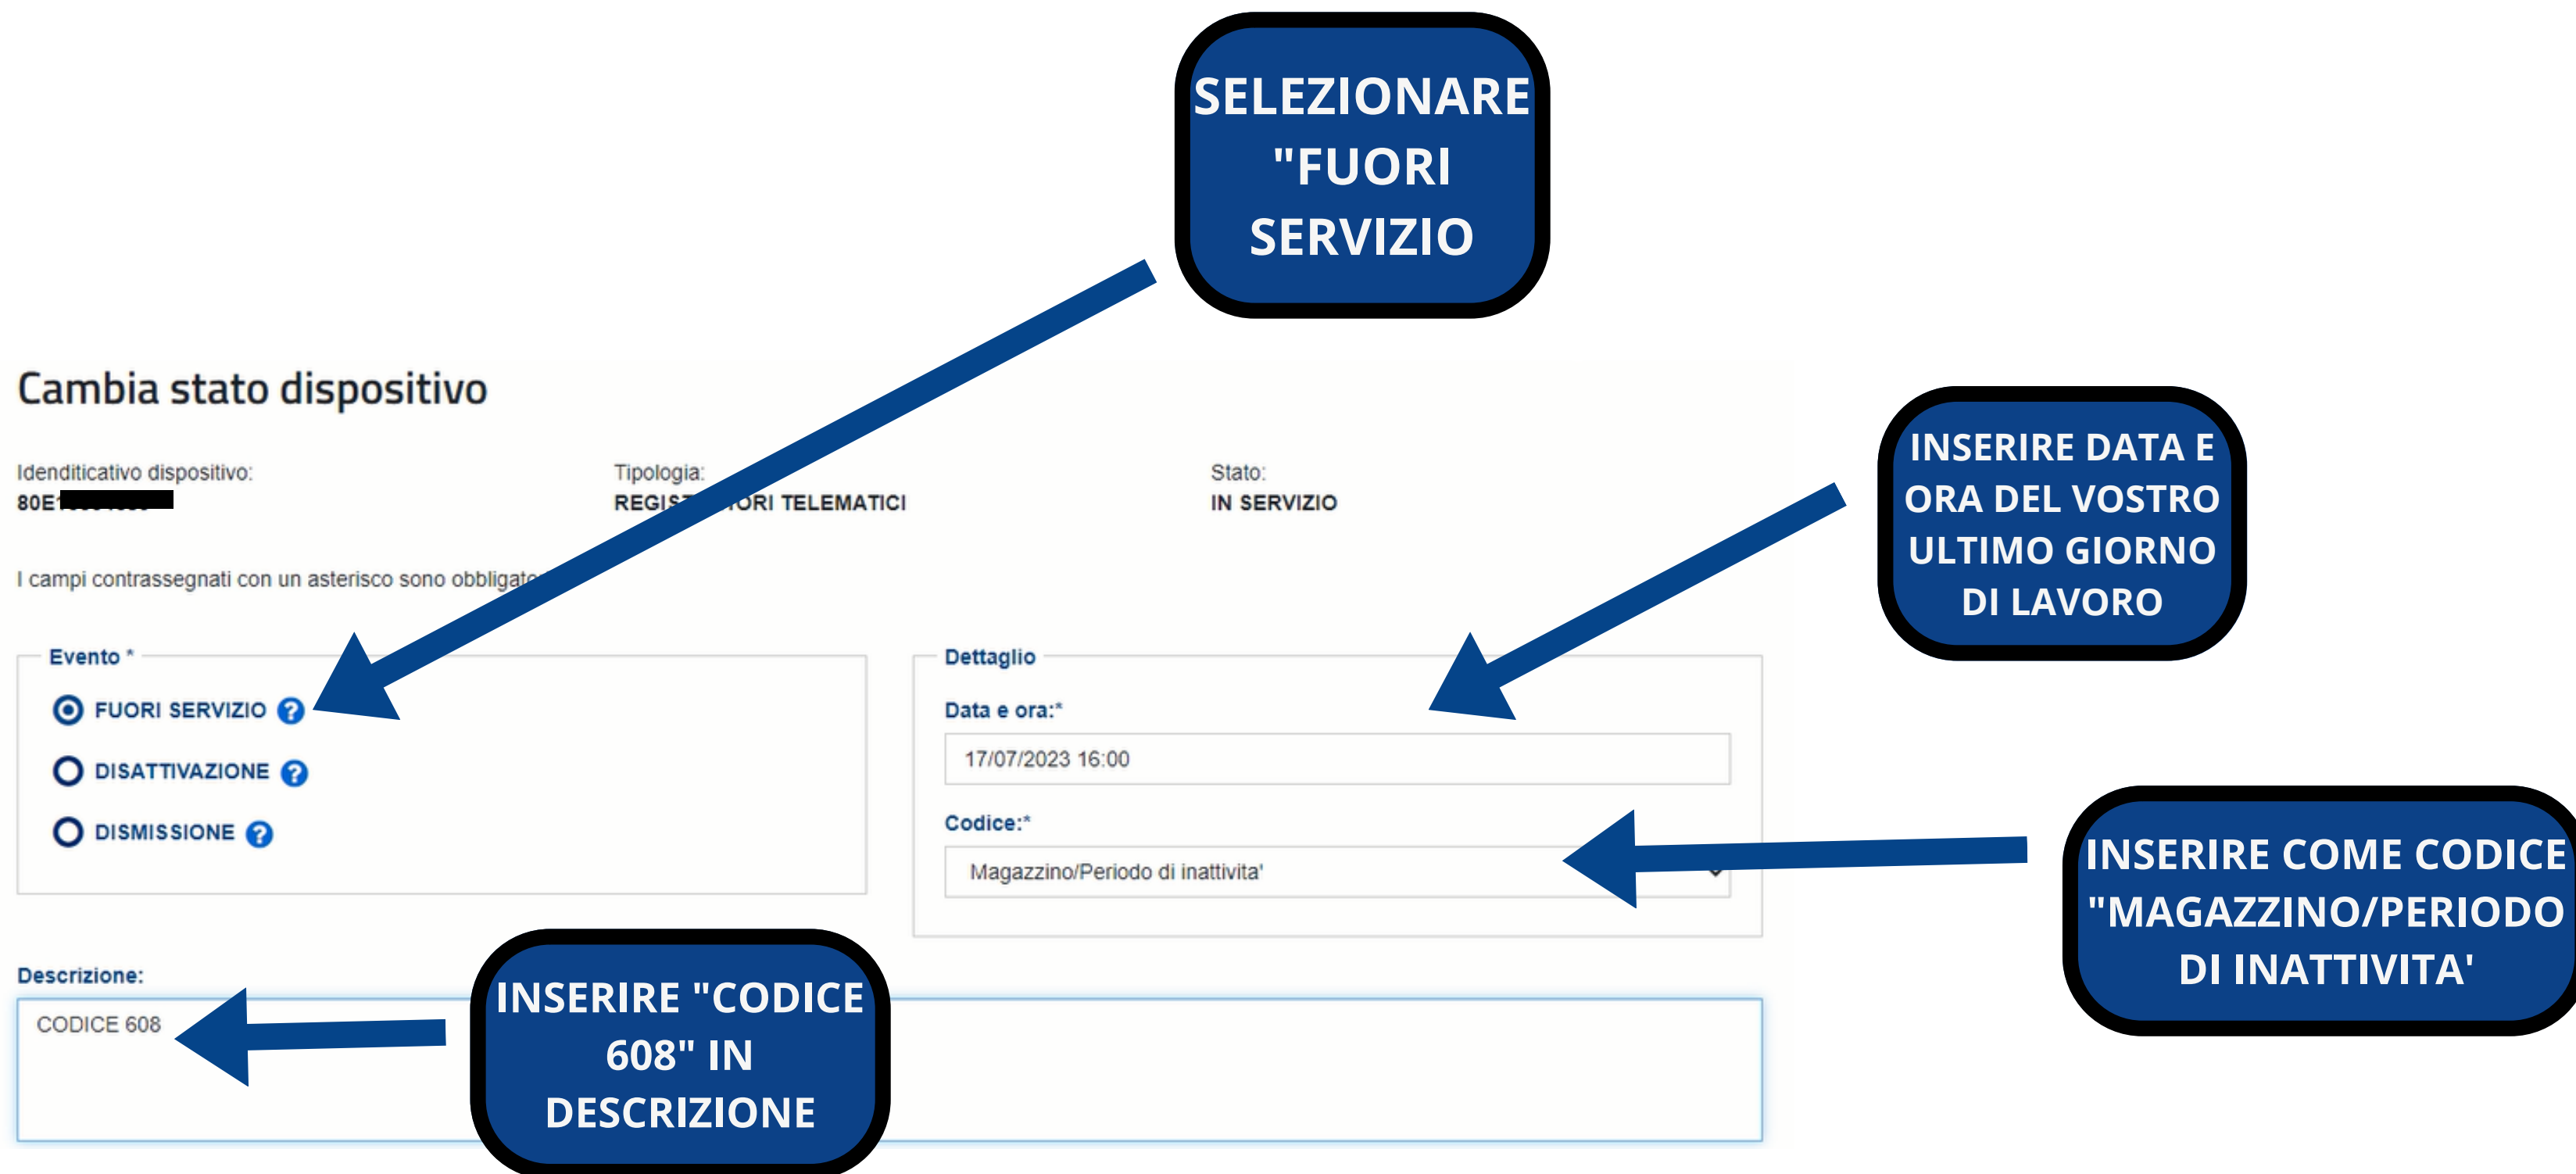 SELEZIONARE
"FUORI
SERVIZIO
Cambia stato dispositivo
Idenditicativo dispositivo:
Tipologia:
Stato:
80E
TELEMATICI
IN SERVIZIO
I campi contrassegnati con un asterisco sono
INSERIRE DATA E
ORA DEL VOSTRO
ULTIMO GIORNO
DI LAVORO
Evento *
FUORI SERVIZIO ?
DISATTIVAZIONE ?
DISMISSIONE ?
Dettaglio
Data e ora:*
17/07/2023 16:00
Codice:*
Magazzino/Periodo di inattivita'
INSERIRE COME CODICE
"MAGAZZINO/PERIODO
DI INATTIVITA'
Descrizione:
CODICE 608
INSERIRE "CODICE
608" IN
DESCRIZIONE